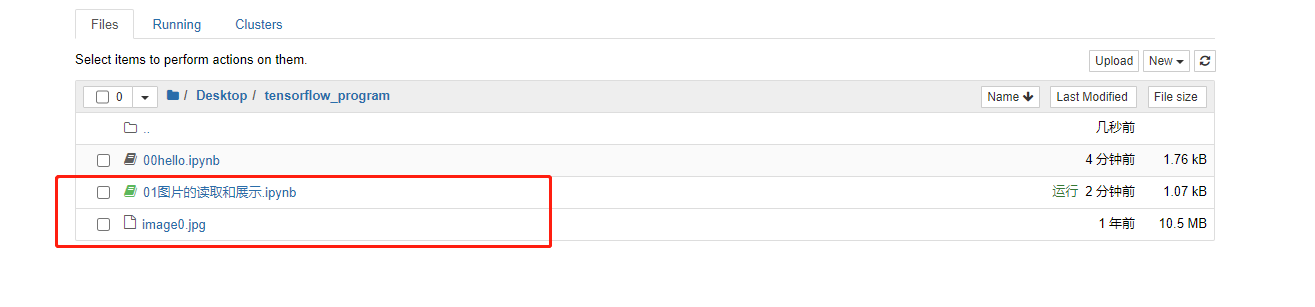 Files Running Clusters
Select items to perform actions on them.
Upload New
0 / Desktop / tensorflow_program Name Last Modified File size
.. 几秒前
00hello.ipynb 4 分钟前 1.76 kB
01图片的读取和展示.ipynb 运行 2 分钟前 1.07 kB
image0.jpg 1 年前 10.5 MB